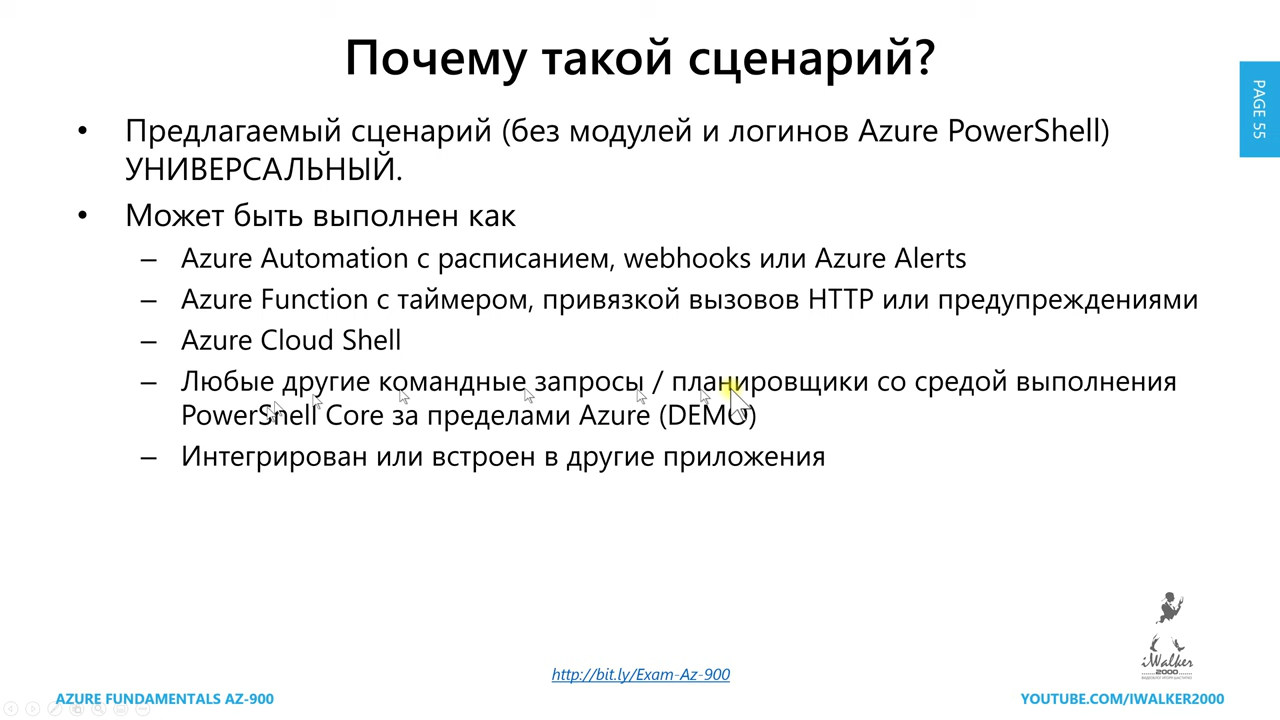 Почему такой сценарий?
PAGE 55
• Предлагаемый сценарий (без модулей и логинов Azure PowerShell)
УНИВЕРСАЛЬНЫЙ.
• Может быть выполнен как
– Azure Automation с расписанием, webhooks или Azure Alerts
– Azure Function с таймером, привязкой вызовов HTTP или предупреждениями
– Azure Cloud Shell
– Любые другие командные запросы / планировщики со средой выполнения
PowerShell Core за пределами Azure (DEMO)
– Интегрирован или встроен в другие приложения
iWalker
2000
http://bit.ly/Exam-Az-900
AZURE FUNDAMENTALS AZ-900
YOUTUBE.COM/IWALKER2000